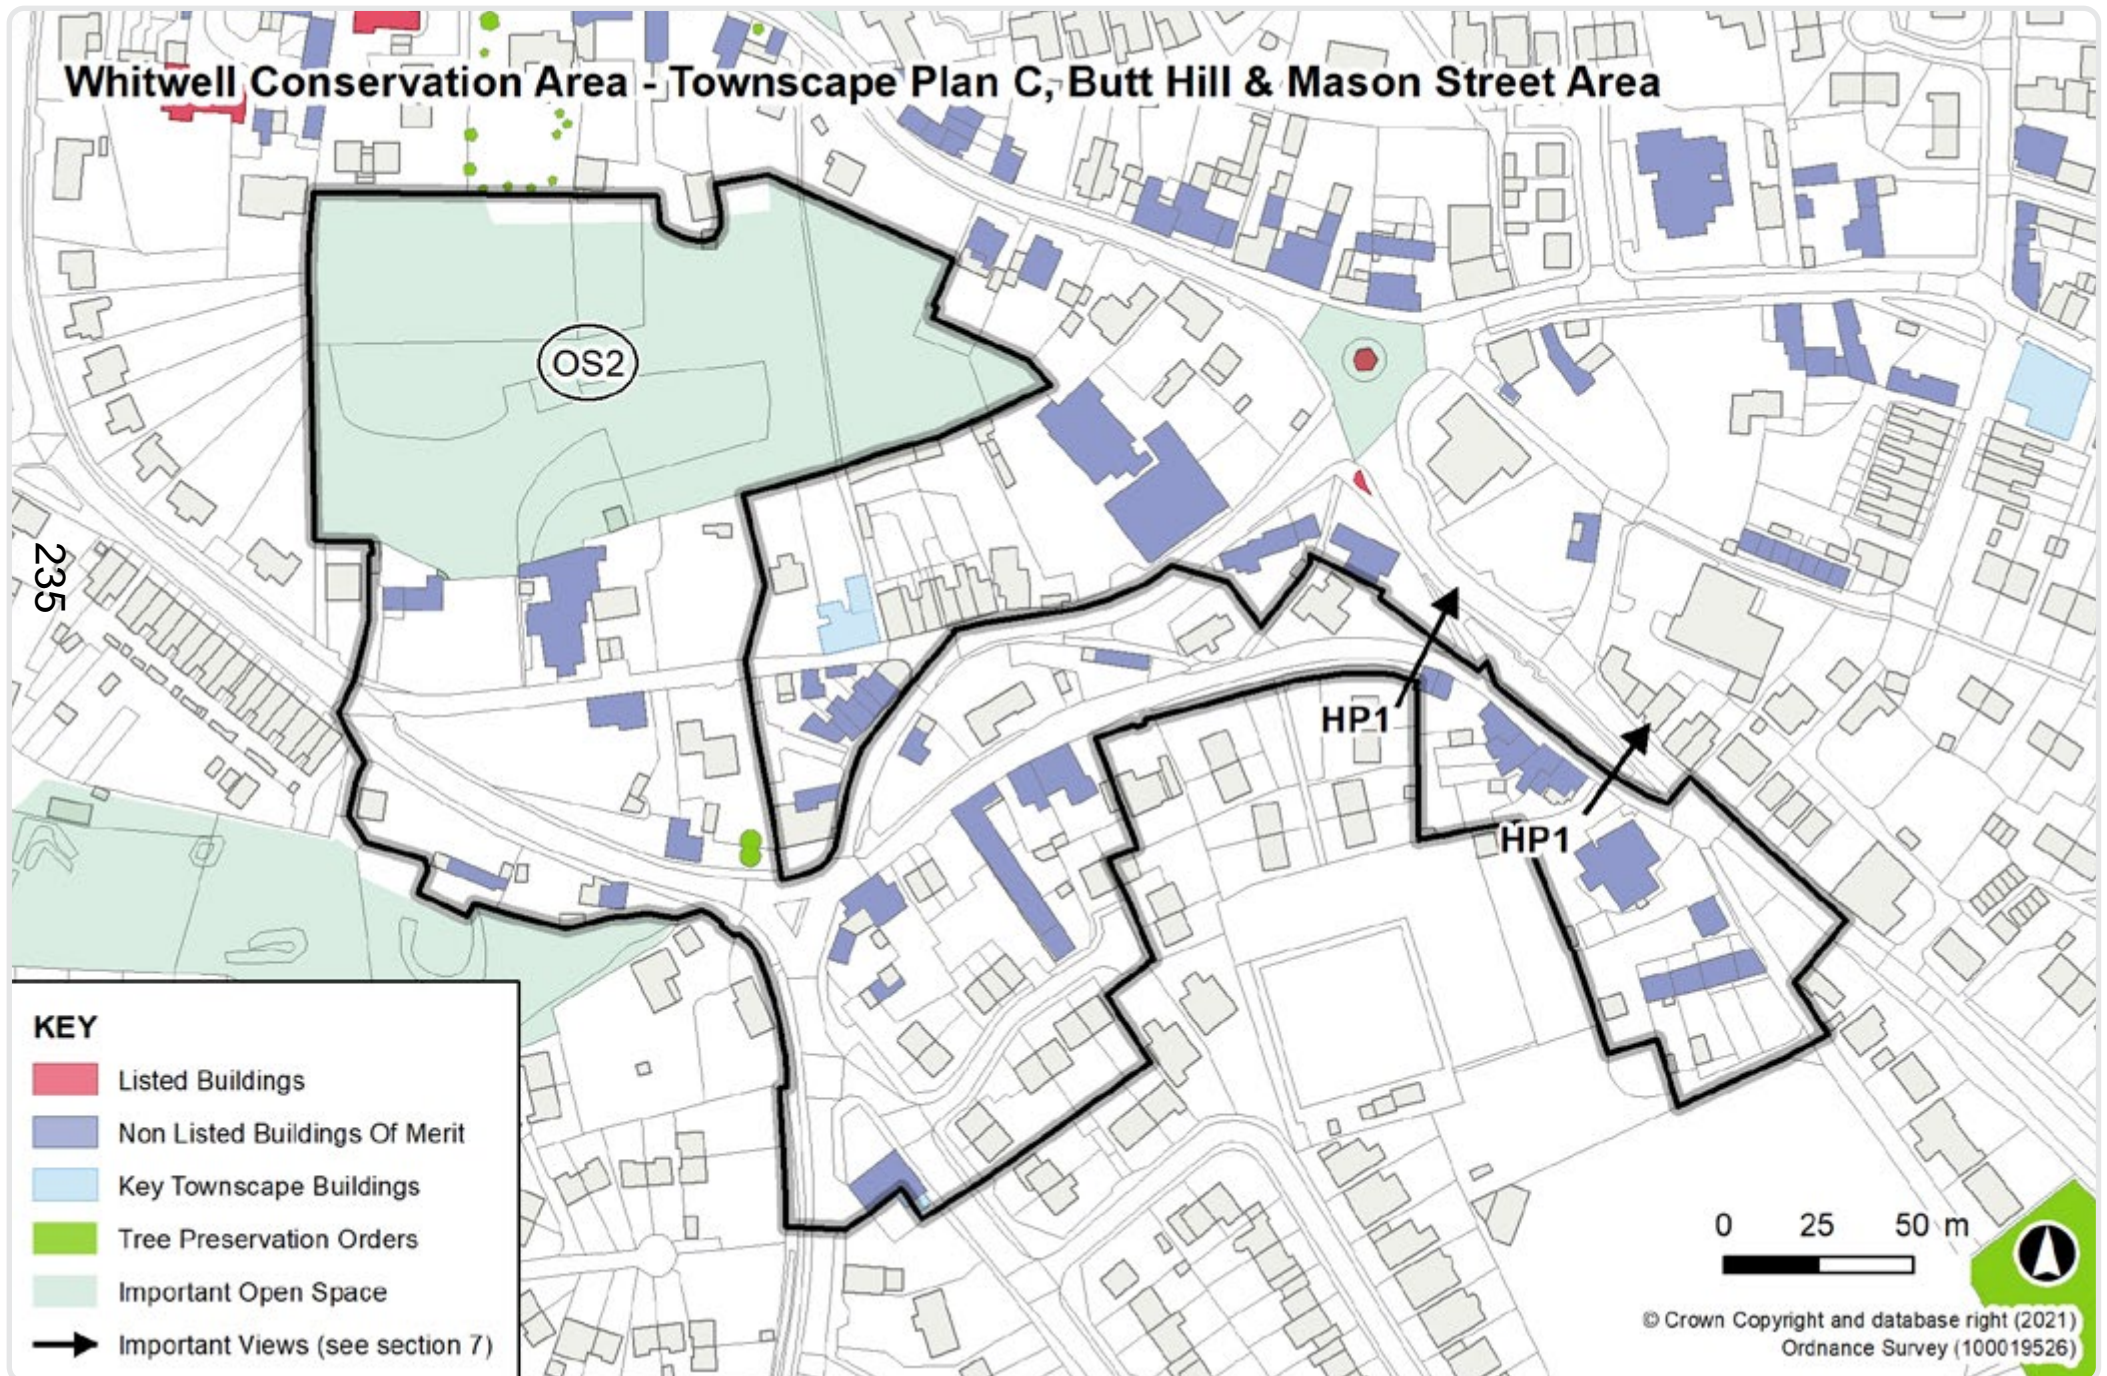 Whitwell Conservation Area - Townscape Plan C, Butt Hill & Mason Street Area
OS2
235
HP1
HP1
KEY
Listed Buildings
Non Listed Buildings Of Merit
Key Townscape Buildings
Tree Preservation Orders
Important Open Space
Important Views (see section 7)
0 25 50 m
© Crown Copyright and database right (2021)
Ordnance Survey (100019526)